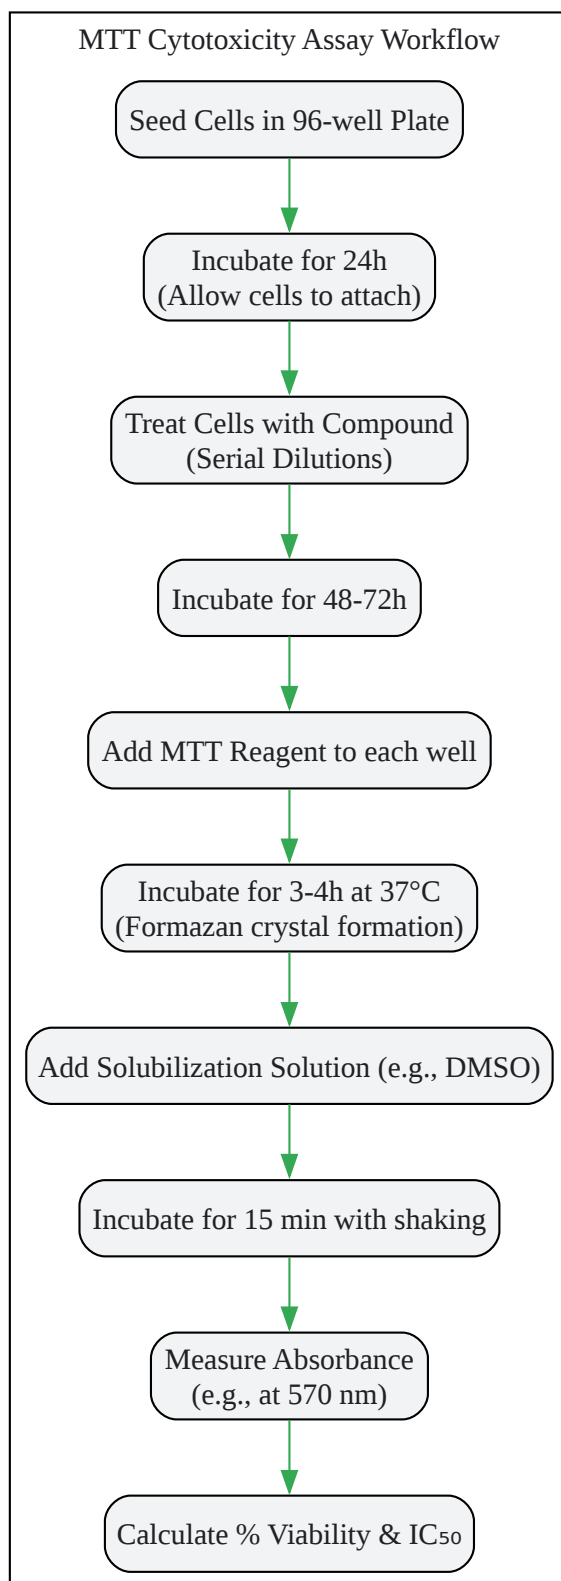 MTT Cytotoxicity Assay Workflow
Seed Cells in 96-well Plate
Incubate for 24h
(Allow cells to attach)
Treat Cells with Compound
(Serial Dilutions)
Incubate for 48-72h
Add MTT Reagent to each well
Incubate for 3-4h at 37°C
(Formazan crystal formation)
Add Solubilization Solution (e.g., DMSO)
Incubate for 15 min with shaking
Measure Absorbance
(e.g., at 570 nm)
Calculate % Viability & IC₅₀